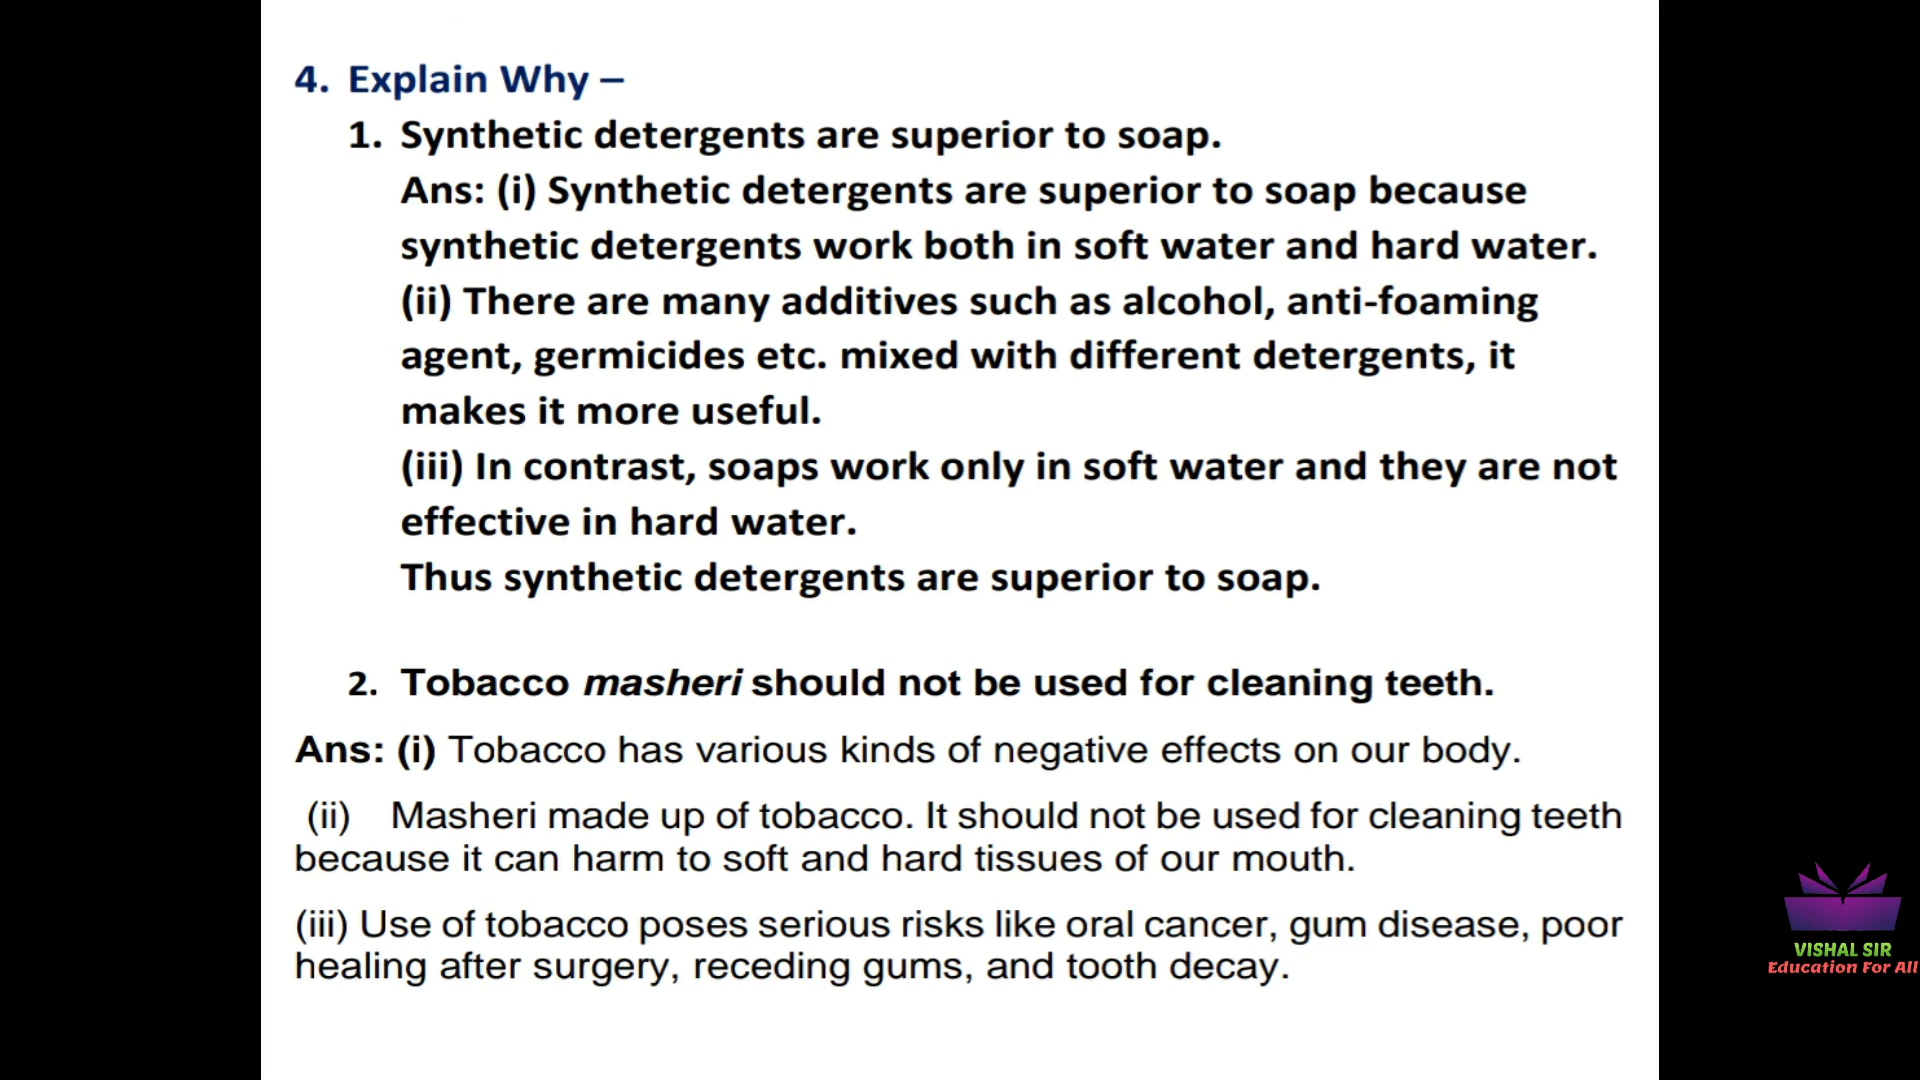 4. Explain Why –
1. Synthetic detergents are superior to soap.
Ans: (i) Synthetic detergents are superior to soap because
synthetic detergents work both in soft water and hard water.
(ii) There are many additives such as alcohol, anti-foaming
agent, germicides etc. mixed with different detergents, it
makes it more useful.
(iii) In contrast, soaps work only in soft water and they are not
effective in hard water.
Thus synthetic detergents are superior to soap.
2. Tobacco masheri should not be used for cleaning teeth.
Ans: (i) Tobacco has various kinds of negative effects on our body.
(ii) Masheri made up of tobacco. It should not be used for cleaning teeth
because it can harm to soft and hard tissues of our mouth.
(iii) Use of tobacco poses serious risks like oral cancer, gum disease, poor
healing after surgery, receding gums, and tooth decay.
VISHAL SIR
Education For All